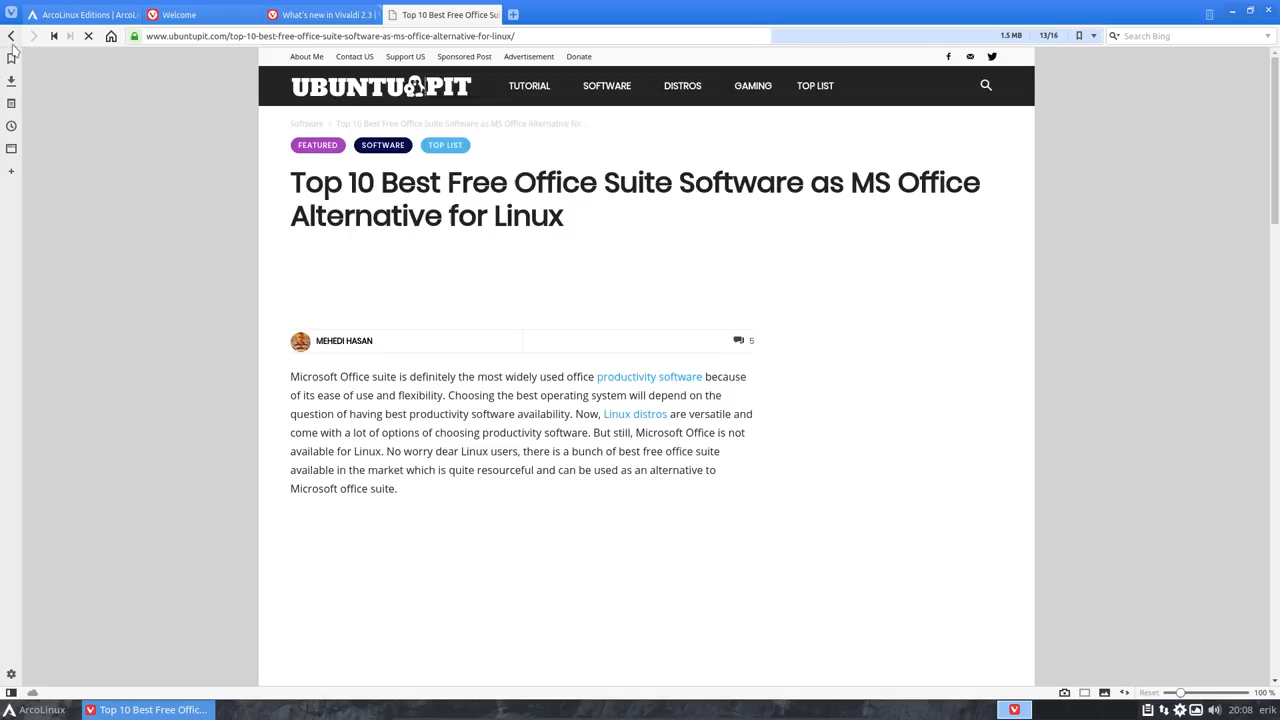 ArcoLinux Editions | ArcoL
Welcome
What's new in Vivaldi 2.3 |
Top 10 Best Free Office Sui
www.ubuntupit.com/top-10-best-free-office-suite-software-as-ms-office-alternative-for-linux/
1.5 MB
13/16
Search Bing
About Me
Contact US
Support US
Sponsored Post
Advertisement
Donate
UBUNTU PIT
TUTORIAL
SOFTWARE
DISTROS
GAMING
TOP LIST
Software › Top 10 Best Free Office Suite Software as MS Office Alternative for...
FEATURED
SOFTWARE
TOP LIST
Top 10 Best Free Office Suite Software as MS Office
Alternative for Linux
MEHEDI HASAN
5
Microsoft Office suite is definitely the most widely used office productivity software because
of its ease of use and flexibility. Choosing the best operating system will depend on the
question of having best productivity software availability. Now, Linux distros are versatile and
come with a lot of options of choosing productivity software. But still, Microsoft Office is not
available for Linux. No worry dear Linux users, there is a bunch of best free office suite
available in the market which is quite resourceful and can be used as an alternative to
Microsoft office suite.
Reset
100 %
ArcoLinux
Top 10 Best Free Offic...
20:08
erik